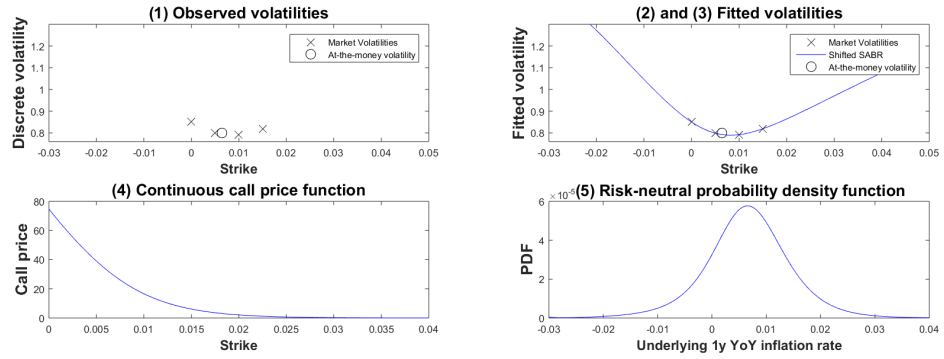 (1) Observed volatilities
Discrete volatility
1.2
1.1
1
0.9
0.8
× Market Volatilities
○ At-the-money volatility
-0.03 -0.02 -0.01 0 0.01 0.02 0.03 0.04 0.05
Strike
(2) and (3) Fitted volatilities
Fitted volatility
1.2
1.1
1
0.9
0.8
× Market Volatilities
Shifted SABR
○ At-the-money volatility
-0.03 -0.02 -0.01 0 0.01 0.02 0.03 0.04 0.05
Strike
(4) Continuous call price function
Call price
80
60
40
20
0
0 0.005 0.01 0.015 0.02 0.025 0.03 0.035 0.04
Strike
×10-5
(5) Risk-neutral probability density function
PDF
6
4
2
0
-0.03 -0.02 -0.01 0 0.01 0.02 0.03 0.04
Underlying 1y YoY inflation rate